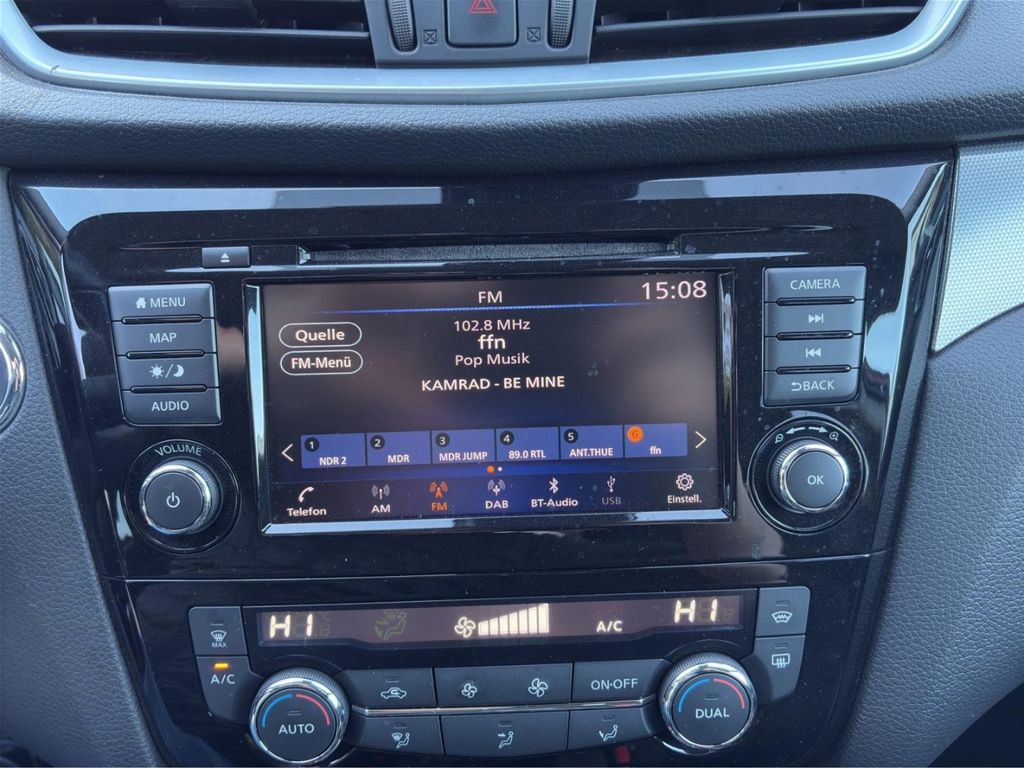 MENU
MAP
AUDIO
VOLUME
FM
15:08
Quelle
FM-Menü
102.8 MHz
ffn
Pop Musik
KAMRAD - BE MINE
1 NDR 2
2 MDR
3 MDR JUMP
4 89.0 RTL
5 ANT.THUE
6 ffn
Telefon
AM
FM
DAB
BT-Audio
USB
Einstell.
CAMERA
BACK
OK
MAX
A/C
HI
A/C
HI
AUTO
ON·OFF
DUAL